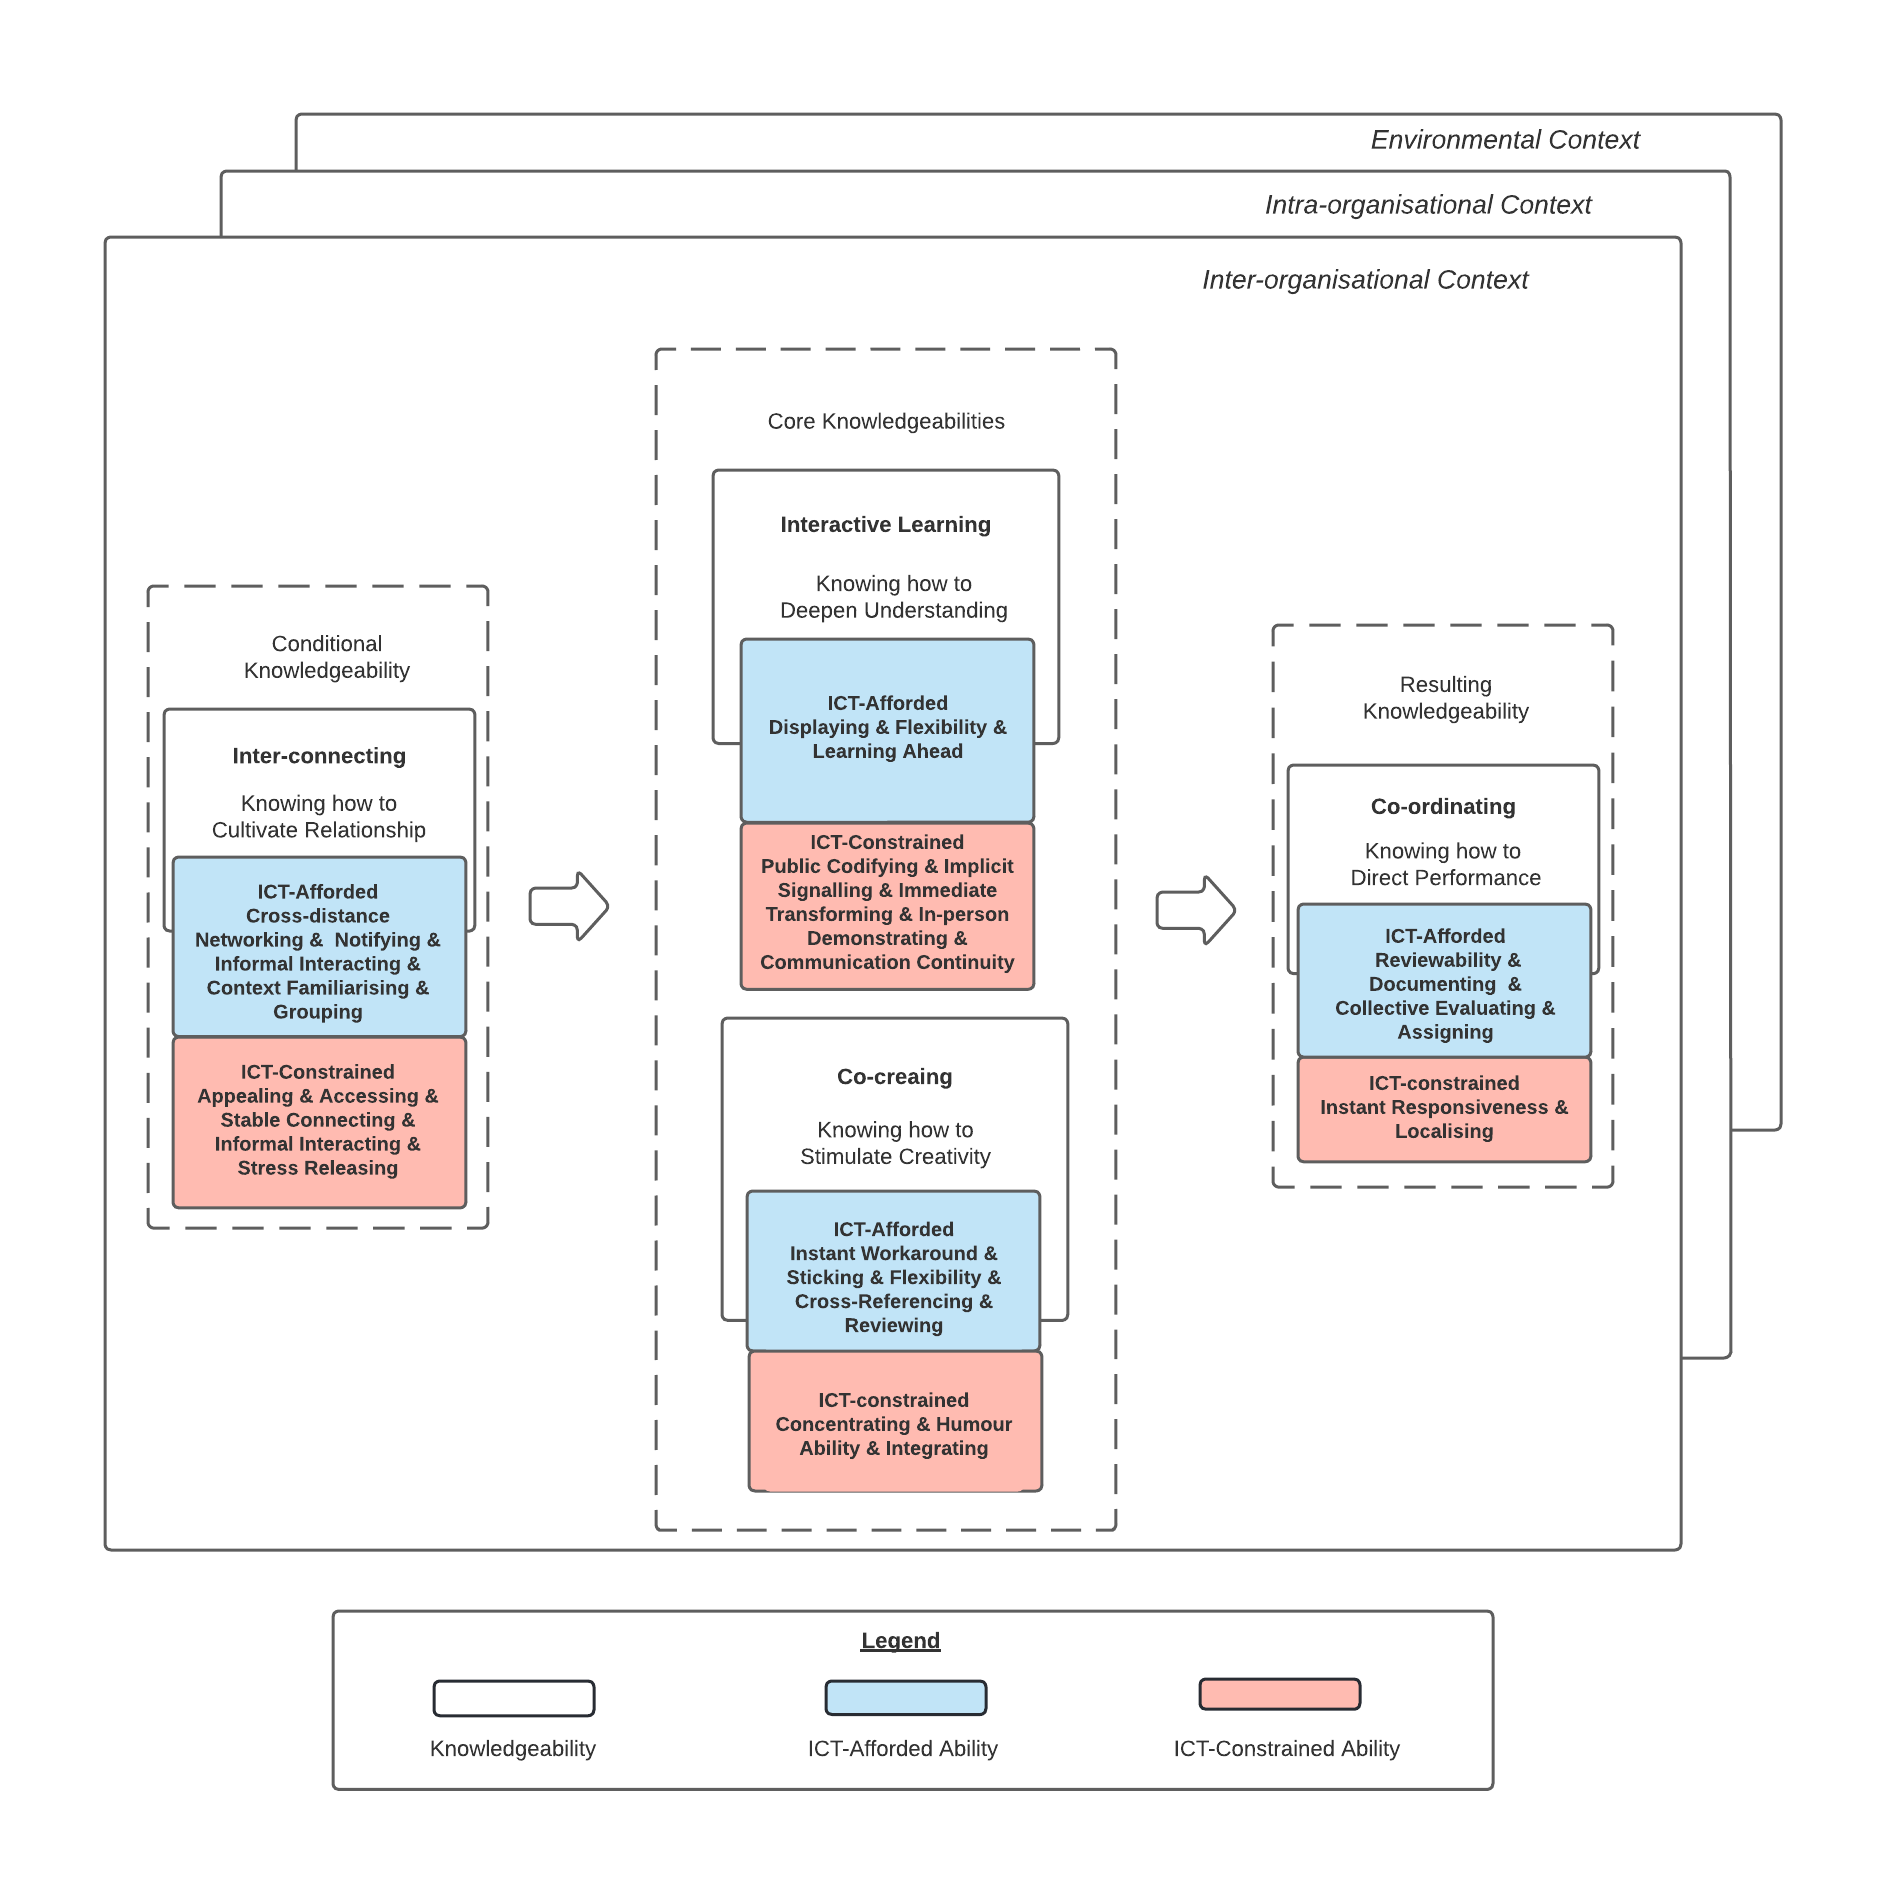 Environmental Context
Intra-organisational Context
Inter-organisational Context
Conditional
Knowledgeability
Inter-connecting
Knowing how to
Cultivate Relationship
ICT-Afforded
Cross-distance
Networking &  Notifying &
Informal Interacting &
Context Familiarising &
Grouping
ICT-Constrained
Appealing & Accessing &
Stable Connecting &
Informal Interacting &
Stress Releasing
Core Knowledgeabilities
Interactive Learning
Knowing how to
Deepen Understanding
ICT-Afforded
Displaying & Flexibility &
Learning Ahead
ICT-Constrained
Public Codifying & Implicit
Signalling & Immediate
Transforming & In-person
Demonstrating &
Communication Continuity
Co-creaing
Knowing how to
Stimulate Creativity
ICT-Afforded
Instant Workaround &
Sticking & Flexibility &
Cross-Referencing &
Reviewing
ICT-constrained
Concentrating & Humour
Ability & Integrating
Resulting
Knowledgeability
Co-ordinating
Knowing how to
Direct Performance
ICT-Afforded
Reviewability &
Documenting  &
Collective Evaluating &
Assigning
ICT-constrained
Instant Responsiveness &
Localising
Legend
Knowledgeability
ICT-Afforded Ability
ICT-Constrained Ability